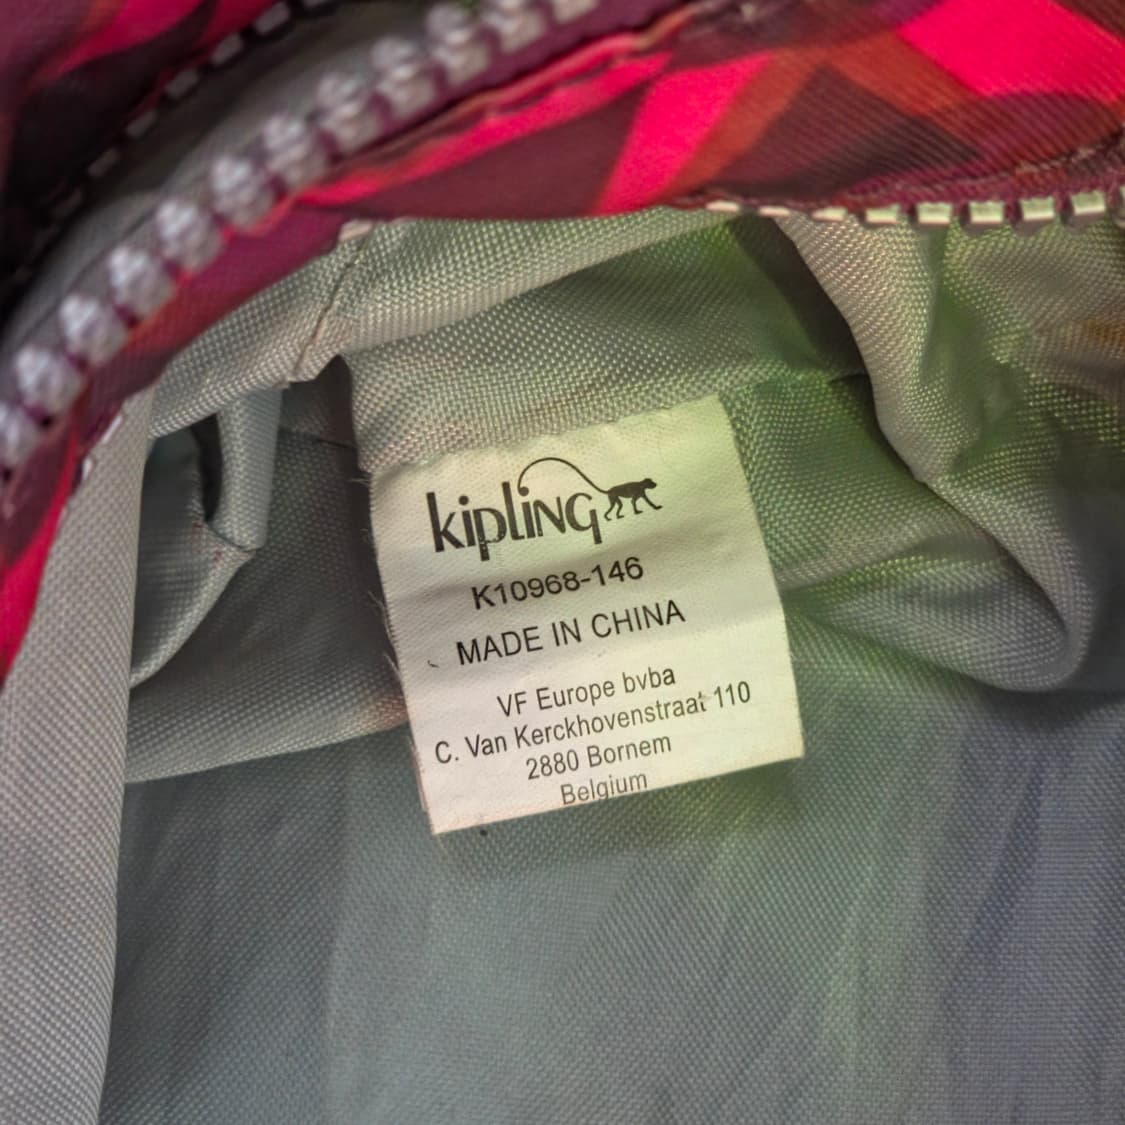 kipling
K10968-146
MADE IN CHINA
VF Europe bvba
C. Van Kerckhovenstraat 110
2880 Bornem
Belgium